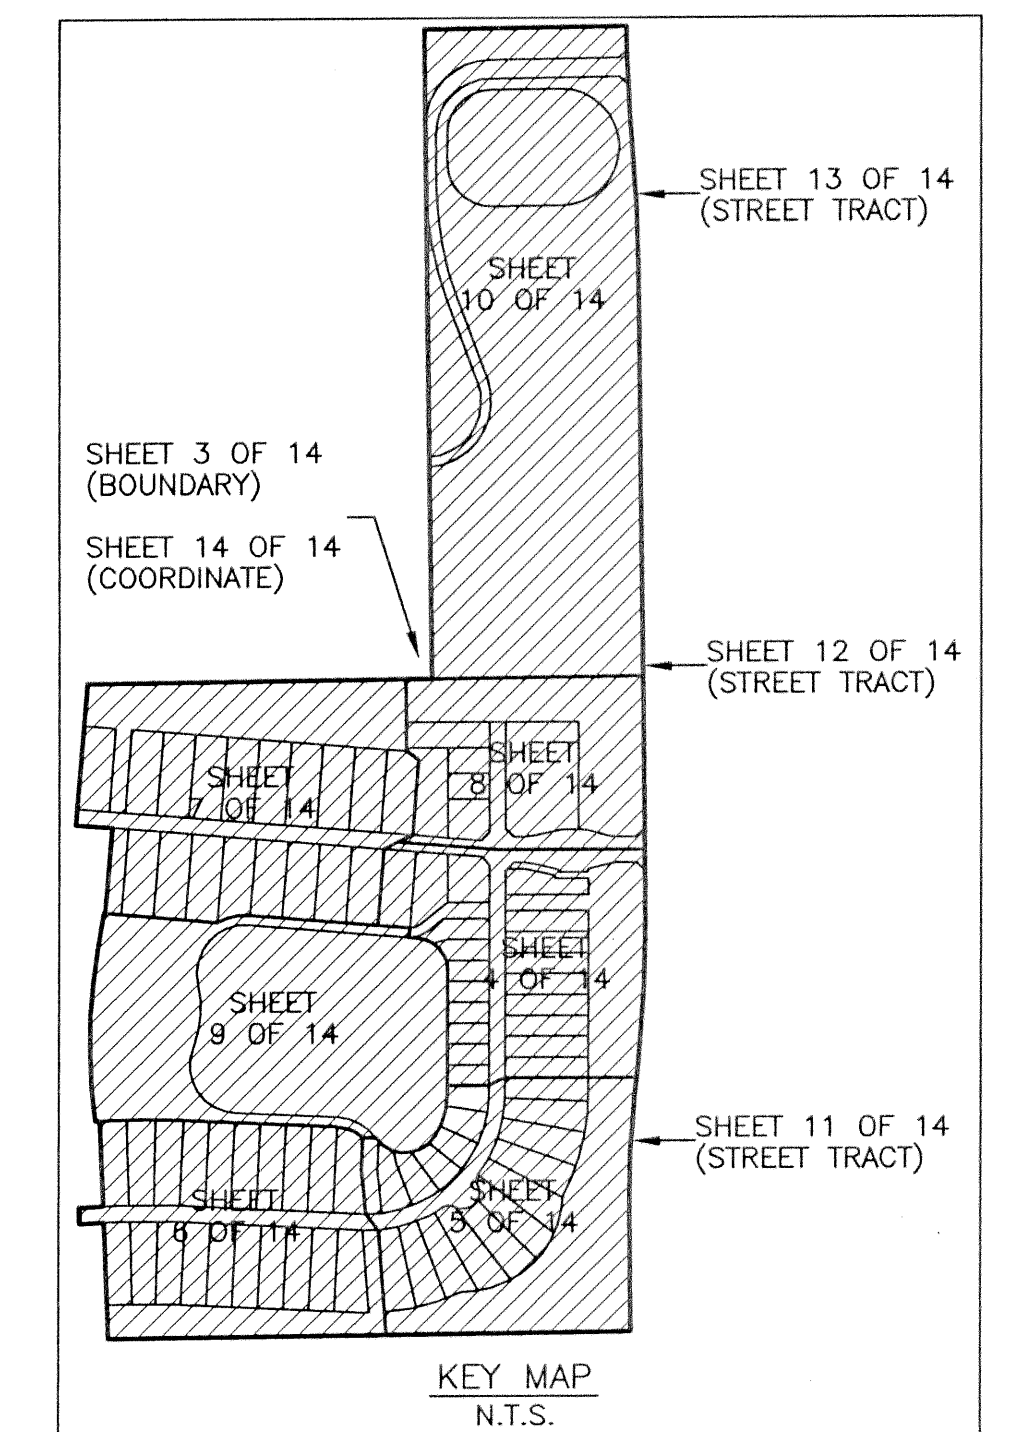 SHEET 13 OF 14
(STREET TRACT)
SHEET
10 OF 14
SHEET 3 OF 14
(BOUNDARY)
SHEET 14 OF 14
(COORDINATE)
SHEET 12 OF 14
(STREET TRACT)
SHEET
7 OF 14
SHEET
8 OF 14
SHEET
4 OF 14
SHEET
9 OF 14
SHEET 11 OF 14
(STREET TRACT)
SHEET
6 OF 14
SHEET
5 OF 14
KEY MAP
N.T.S.